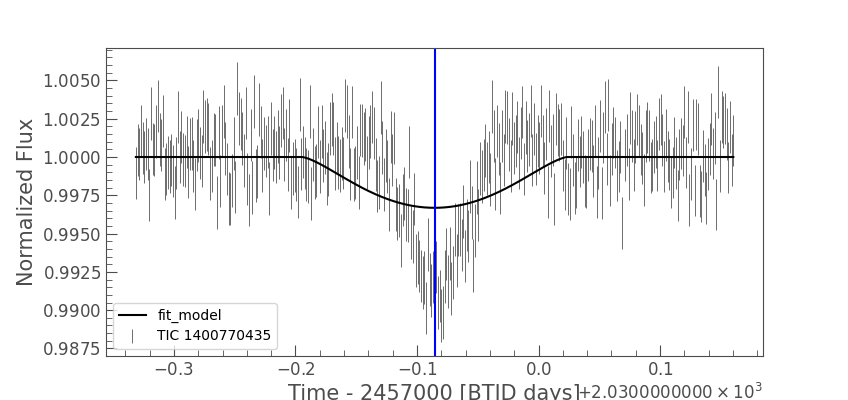 1.0050
1.0025
1.0000
0.9975
0.9950
0.9925
0.9900
0.9875
Normalized Flux
fit_model
TIC 1400770435
−0.3 −0.2 −0.1 0.0 0.1
Time - 2457000 [BTJD days]
+2.0300000000 × 10³